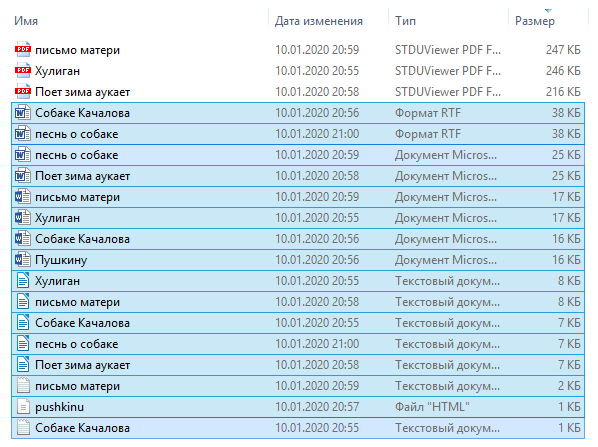 Имя Дата изменения Тип Размер
PDF письмо матери 10.01.2020 20:59 STDUViewer PDF F... 247 КБ
PDF Хулиган 10.01.2020 20:55 STDUViewer PDF F... 246 КБ
PDF Поет зима аукает 10.01.2020 20:58 STDUViewer PDF F... 216 КБ
W Собаке Качалова 10.01.2020 20:56 Формат RTF 38 КБ
W песнь о собаке 10.01.2020 21:00 Формат RTF 38 КБ
W песнь о собаке 10.01.2020 20:59 Документ Micros... 25 КБ
W Поет зима аукает 10.01.2020 20:58 Документ Micros... 25 КБ
W письмо матери 10.01.2020 20:59 Документ Micros... 17 КБ
W Хулиган 10.01.2020 20:55 Документ Micros... 17 КБ
W Собаке Качалова 10.01.2020 20:56 Документ Micros... 16 КБ
W Пушкину 10.01.2020 20:56 Документ Micros... 16 КБ
Хулиган 10.01.2020 20:55 Текстовый докум... 8 КБ
письмо матери 10.01.2020 20:58 Текстовый докум... 8 КБ
Собаке Качалова 10.01.2020 20:55 Текстовый докум... 7 КБ
песнь о собаке 10.01.2020 21:00 Текстовый докум... 7 КБ
Поет зима аукает 10.01.2020 20:58 Текстовый докум... 7 КБ
письмо матери 10.01.2020 20:59 Текстовый докум... 2 КБ
pushkinu 10.01.2020 20:57 Файл "HTML" 1 КБ
Собаке Качалова 10.01.2020 20:55 Текстовый докум... 1 КБ